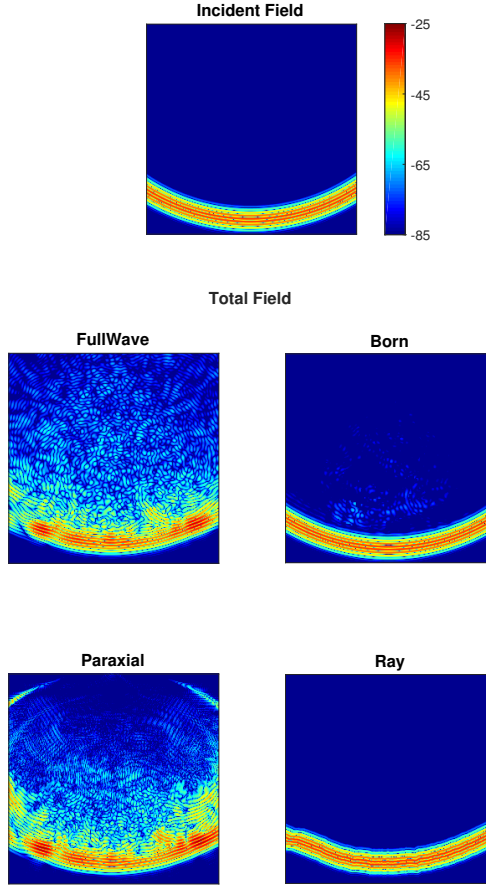 Incident Field
-25
-45
-65
-85
Total Field
FullWave
Born
Paraxial
Ray